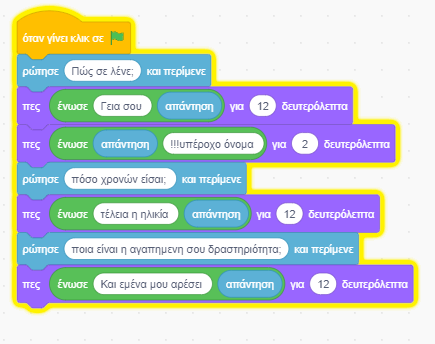 όταν γίνει κλικ σε
ρώτησε Πώς σε λένε; και περίμενε
πες ένωσε Γεια σου απάντηση για 12 δευτερόλεπτα
πες ένωσε απάντηση !!!υπέροχο όνομα για 2 δευτερόλεπτα
ρώτησε πόσο χρονών είσαι; και περίμενε
πες ένωσε τέλεια η ηλικία απάντηση για 12 δευτερόλεπτα
ρώτησε ποια είναι η αγαπημενη σου δραστηριότητα; και περίμενε
πες ένωσε Και εμένα μου αρέσει απάντηση για 12 δευτερόλεπτα